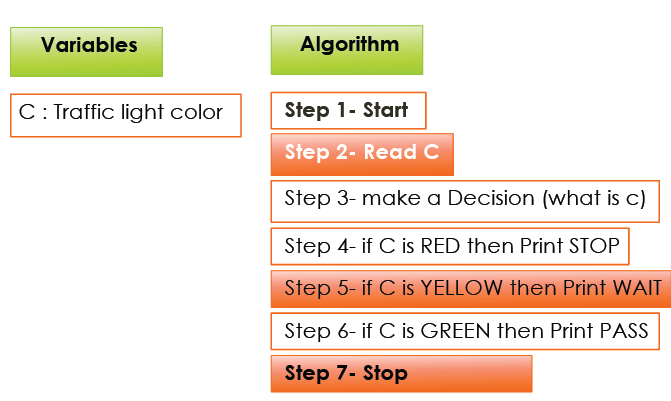 Variables
Algorithm
C : Traffic light color
Step 1- Start
Step 2- Read C
Step 3- make a Decision (what is c)
Step 4- if C is RED then Print STOP
Step 5- if C is YELLOW then Print WAIT
Step 6- if C is GREEN then Print PASS
Step 7- Stop